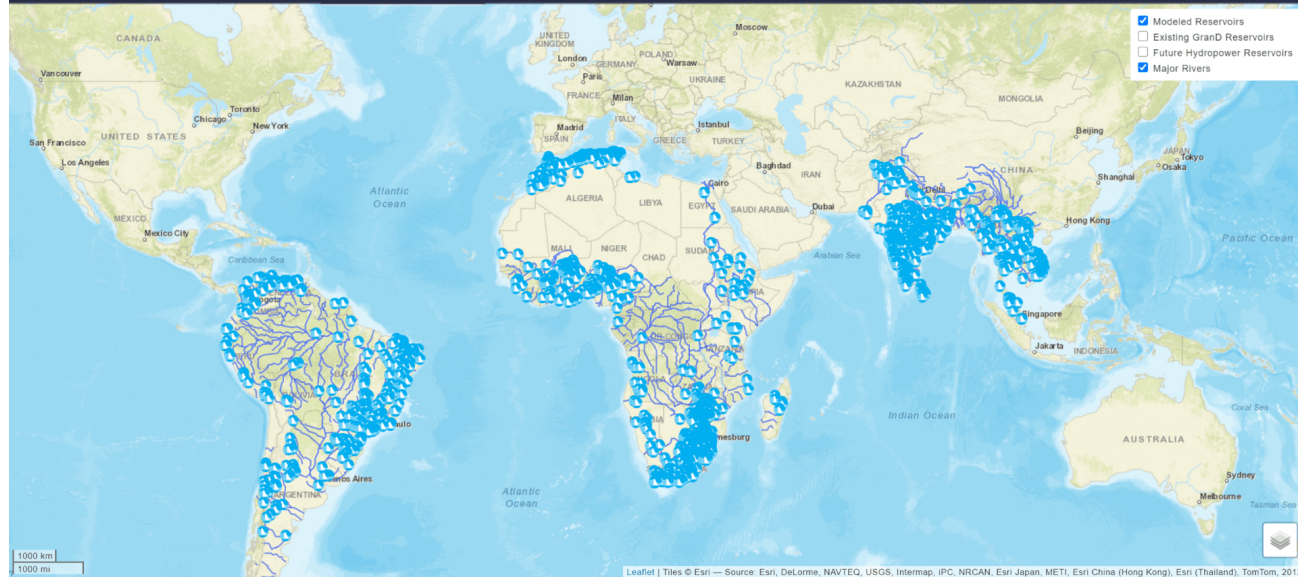 Modeled Reservoirs
Existing GranD Reservoirs
Future Hydropower Reservoirs
Major Rivers
CANADA
Vancouver
Toronto
Chicago
New York
UNITED STATES
San Francisco
Los Angeles
MEXICO
Mexico City
Caribbean Sea
Atlantic
Ocean
Moscow
UNITED
KINGDOM
London
POLAND
Warsaw
GERMANY
Paris
UKRAINE
FRANCE
Milan
ITALY
Madrid
SPAIN
Istanbul
GREECE
TURKEY
KAZAKHSTAN
MONGOLIA
Beijing
JAPAN
Tokyo
Osaka
CHINA
Shanghai
Hong Kong
Baghdad
IRAN
Cairo
ALGERIA
LIBYA
EGYPT
SAUDI ARABIA
Dubai
Delhi
MALI
NIGER
CHAD
SUDAN
Arabian Sea
Pacific Ocean
Singapore
Jakarta
INDONESIA
TANZANIA
Indian Ocean
Coral Sea
AUSTRALIA
Sydney
Melbourne
Tasman Sea
Atlantic
Ocean
ARGENTINA
1000 km
1000 mi
Leaflet | Tiles © Esri — Source: Esri, DeLorme, NAVTEQ, USGS, Intermap, iPC, NRCAN, Esri Japan, METI, Esri China (Hong Kong), Esri (Thailand), TomTom, 201